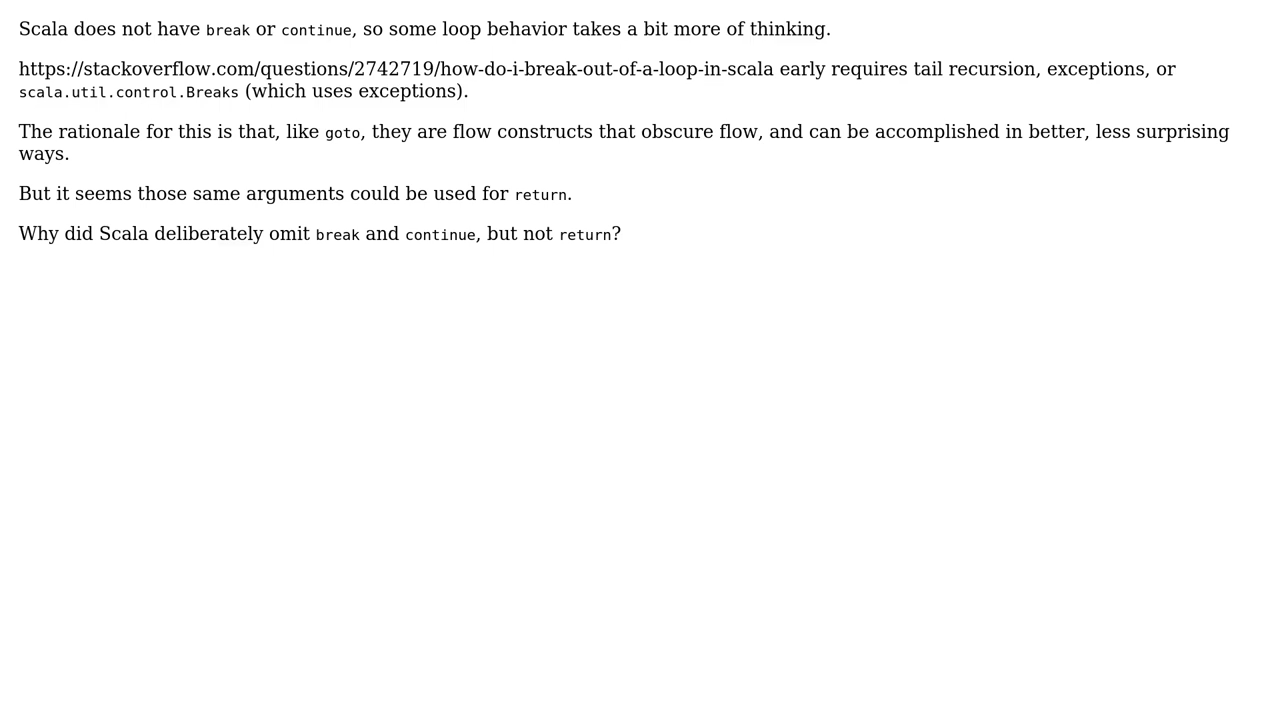 Scala does not have break or continue, so some loop behavior takes a bit more of thinking.
https://stackoverflow.com/questions/2742719/how-do-i-break-out-of-a-loop-in-scala early requires tail recursion, exceptions, or
scala.util.control.Breaks (which uses exceptions).
The rationale for this is that, like goto, they are flow constructs that obscure flow, and can be accomplished in better, less surprising
ways.
But it seems those same arguments could be used for return.
Why did Scala deliberately omit break and continue, but not return?